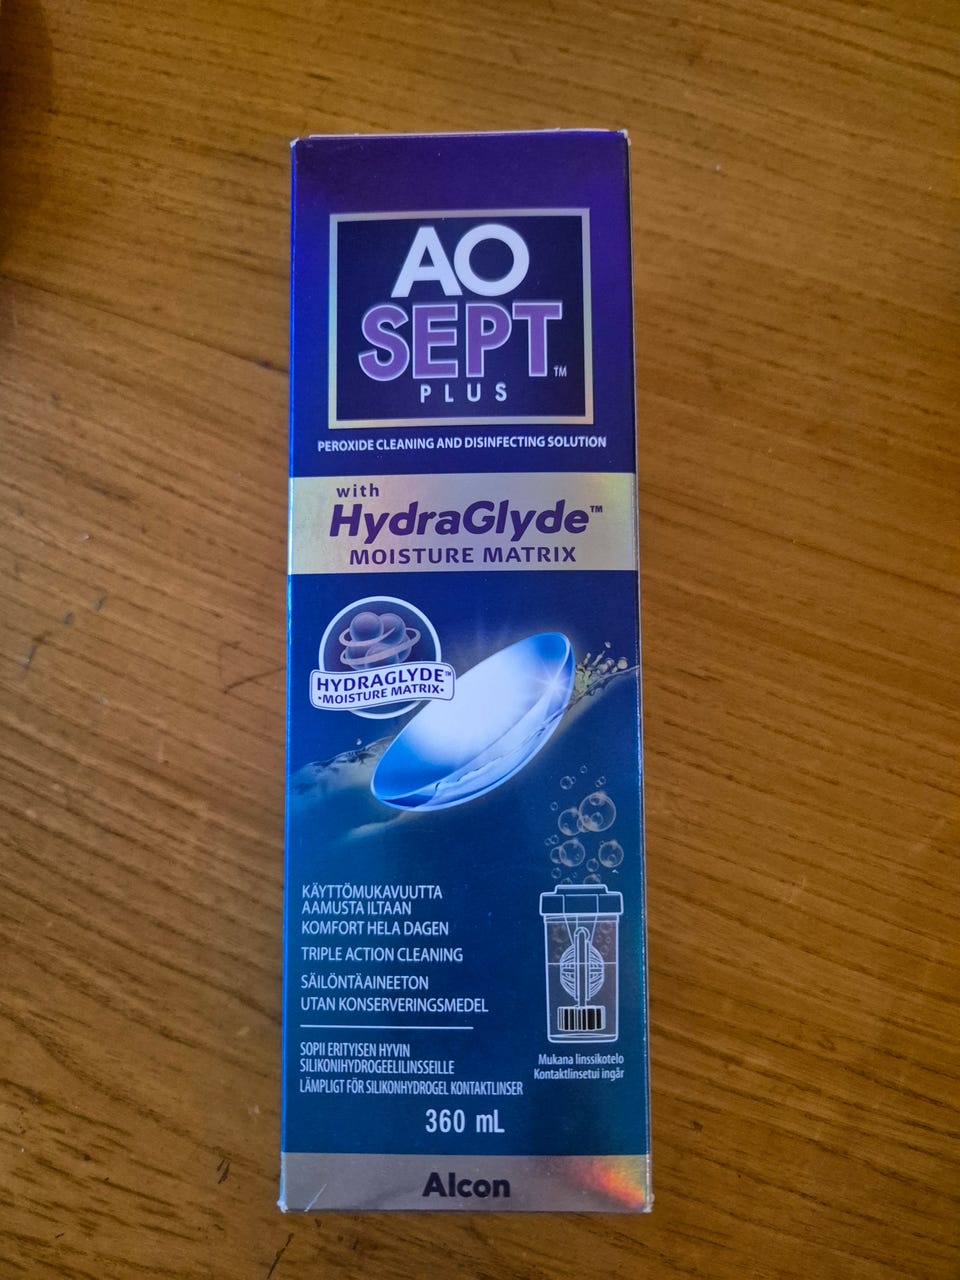 AO
SEPT™
PLUS
PEROXIDE CLEANING AND DISINFECTING SOLUTION
with
HydraGlyde™
MOISTURE MATRIX
HYDRAGLYDE™
•MOISTURE MATRIX•
KÄYTTÖMUKAVUUTTA
AAMUSTA ILTAAN
KOMFORT HELA DAGEN
TRIPLE ACTION CLEANING
SÄILÖNTÄAINEETON
UTAN KONSERVERINGSMEDEL
Mukana linssikotelo
Kontaktlinsetui ingår
SOPII ERITYISEN HYVIN
SILIKONIHYDROGEELILINSSEILLE
LÄMPLIGT FÖR SILIKONHYDROGEL KONTAKTLINSER
360 mL
Alcon